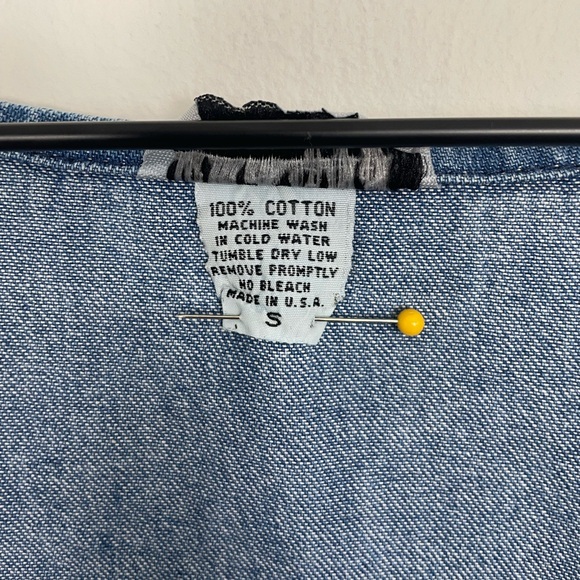 100% COTTON
MACHINE WASH
IN COLD WATER
TUMBLE DRY LOW
REMOVE PROMPTLY
NO BLEACH
MADE IN U.S.A.
S